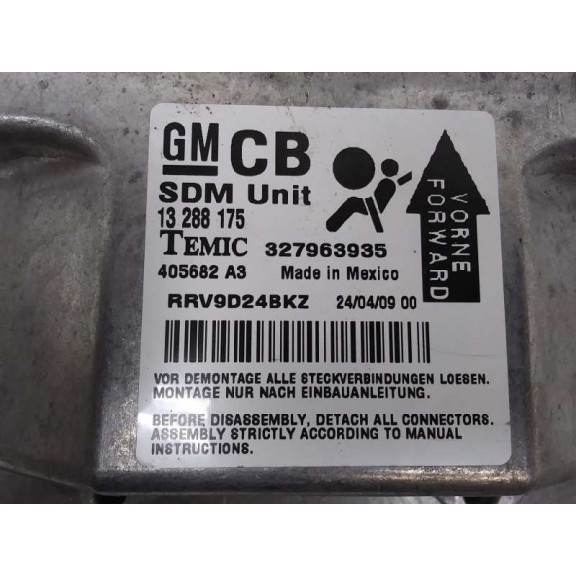 GM CB
SDM Unit
13 288 175
TEMIC 327963935
405682 A3 Made in Mexico
RRV9D24BKZ 24/04/09 00
VORNE
FORWARD
VOR DEMONTAGE ALLE STECKVERBINDUNGEN LOESEN.
MONTAGE NUR NACH EINBAUANLEITUNG.
BEFORE DISASSEMBLY, DETACH ALL CONNECTORS.
ASSEMBLY STRICTLY ACCORDING TO MANUAL
INSTRUCTIONS.